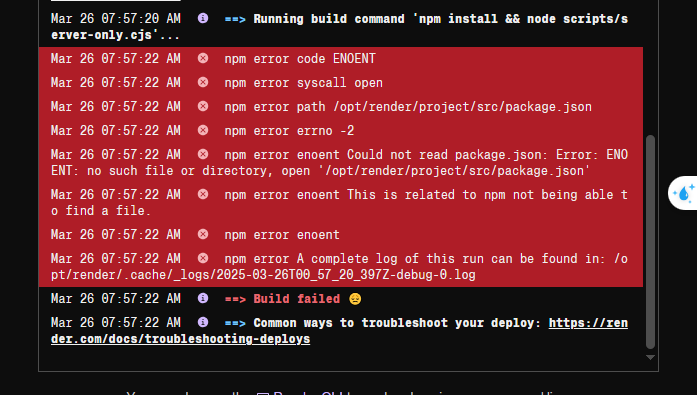 Mar 26 07:57:20 AM ==> Running build command 'npm install && node scripts/s
erver-only.cjs'...
Mar 26 07:57:22 AM npm error code ENOENT
Mar 26 07:57:22 AM npm error syscall open
Mar 26 07:57:22 AM npm error path /opt/render/project/src/package.json
Mar 26 07:57:22 AM npm error errno -2
Mar 26 07:57:22 AM npm error enoent Could not read package.json: Error: ENO
ENT: no such file or directory, open '/opt/render/project/src/package.json'
Mar 26 07:57:22 AM npm error enoent This is related to npm not being able t
o find a file.
Mar 26 07:57:22 AM npm error enoent
Mar 26 07:57:22 AM npm error A complete log of this run can be found in: /o
pt/render/.cache/_logs/2025-03-26T00_57_20_397Z-debug-0.log
Mar 26 07:57:22 AM ==> Build failed 😞
Mar 26 07:57:22 AM ==> Common ways to troubleshoot your deploy: https://ren
der.com/docs/troubleshooting-deploys